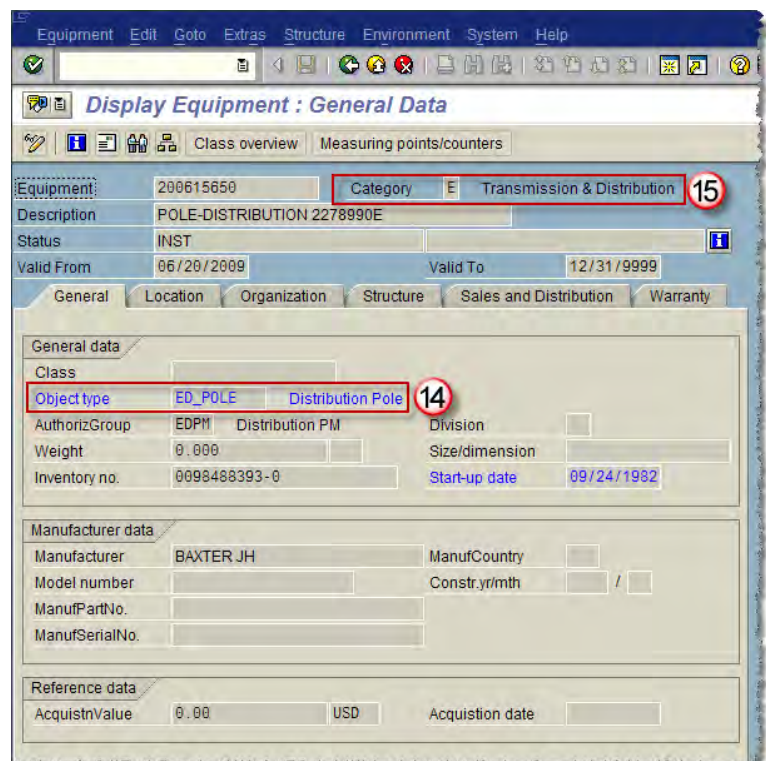 Equipment Edit Goto Extras Structure Environment System Help
Display Equipment : General Data
Class overview Measuring points/counters
Equipment 200615650 Category E Transmission & Distribution 15
Description POLE-DISTRIBUTION 2278990E
Status INST
Valid From 06/20/2009 Valid To 12/31/9999
General Location Organization Structure Sales and Distribution Warranty
General data
Class
Object type ED_POLE Distribution Pole 14
AuthorizGroup EDPM Distribution PM Division
Weight 0.000 Size/dimension
Inventory no. 0098488393-0 Start-up date 09/24/1982
Manufacturer data
Manufacturer BAXTER JH ManufCountry
Model number Constr.yr/mth /
ManufPartNo.
ManufSerialNo.
Reference data
AcquistnValue 0.00 USD Acquistion date